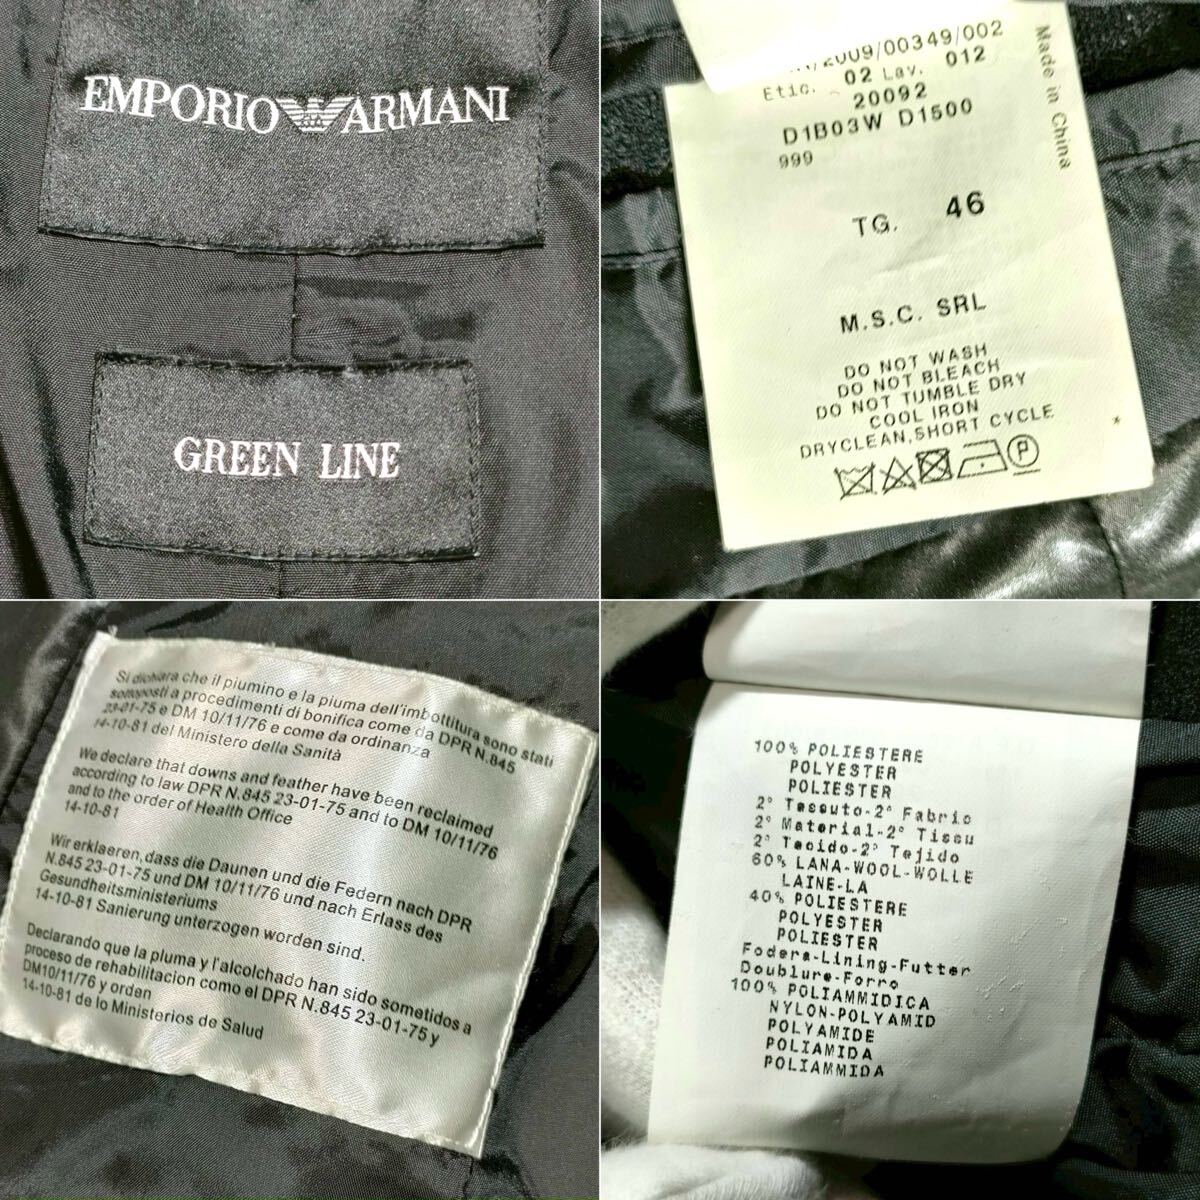 EMPORIO ARMANI
GREEN LINE
/2009/00349/002
Etic. 02 Lav. 012
20092
D1B03W D1500
999
Made in China
TG. 46
M.S.C. SRL
DO NOT WASH
DO NOT BLEACH
DO NOT TUMBLE DRY
COOL IRON
DRYCLEAN,SHORT CYCLE
P
*
Si dichiara che il piumino e la piuma dell'imbottitura sono stati
sottoposti a procedimenti di bonifica come da DPR N.845
23-01-75 e DM 10/11/76 e come da ordinanza
14-10-81 del Ministero della Sanità
We declare that downs and feather have been reclaimed
according to law DPR N.845 23-01-75 and to DM 10/11/76
and to the order of Health Office
14-10-81
Wir erklaeren, dass die Daunen und die Federn nach DPR
N.845 23-01-75 und DM 10/11/76 und nach Erlass des
Gesundheitsministeriums
14-10-81 Sanierung unterzogen worden sind.
Declarando que la pluma y l'alcolchado han sido sometidos a
proceso de rehabilitacion como el DPR N.845 23-01-75 y
DM10/11/76 y orden
14-10-81 de lo Ministerios de Salud
100% POLIESTERE
POLYESTER
POLIESTER
2° Tessuto-2° Fabric
2° Material-2° Tissu
2° Tecido-2° Tejido
60% LANA-WOOL-WOLLE
LAINE-LA
40% POLIESTERE
POLYESTER
POLIESTER
Fodera-Lining-Futter
Doublure-Forro
100% POLIAMMIDICA
NYLON-POLYAMID
POLYAMIDE
POLIAMIDA
POLIAMMIDA